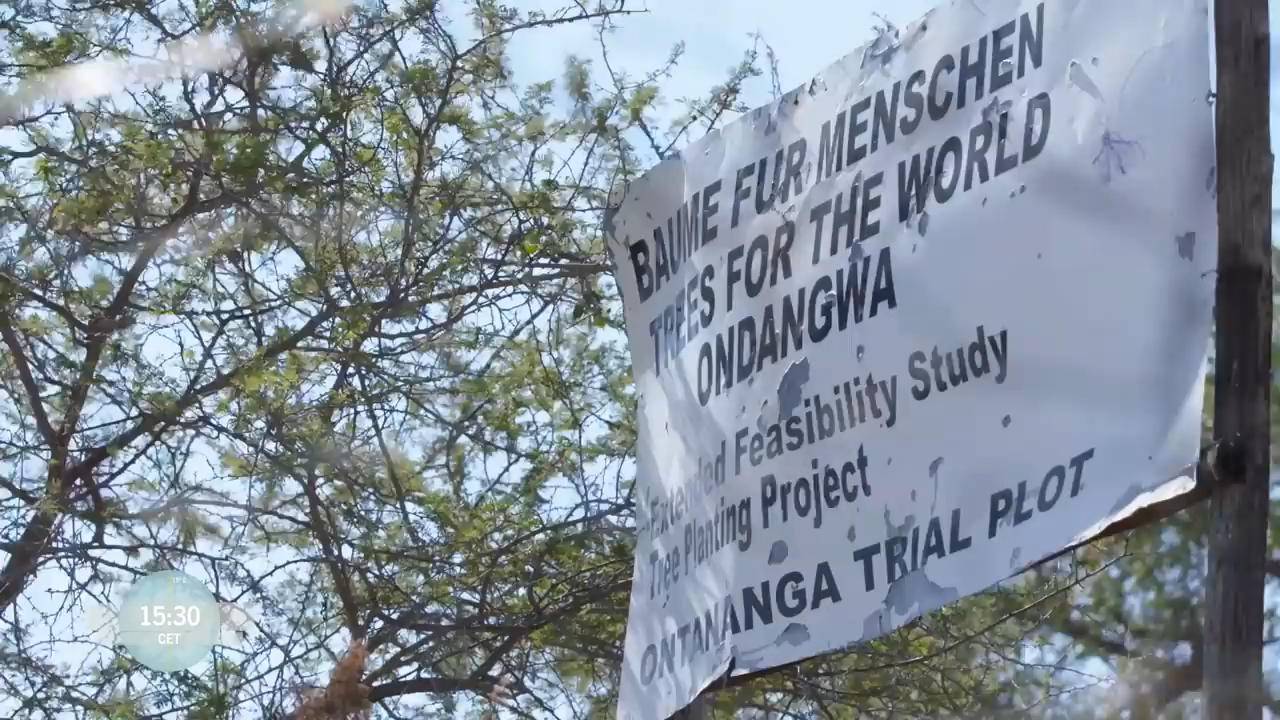 BAUME FUR MENSCHEN
TREES FOR THE WORLD
ONDANGWA
Extended Feasibility Study
Tree Planting Project
ONTANANGA TRIAL PLOT
15:30
CET